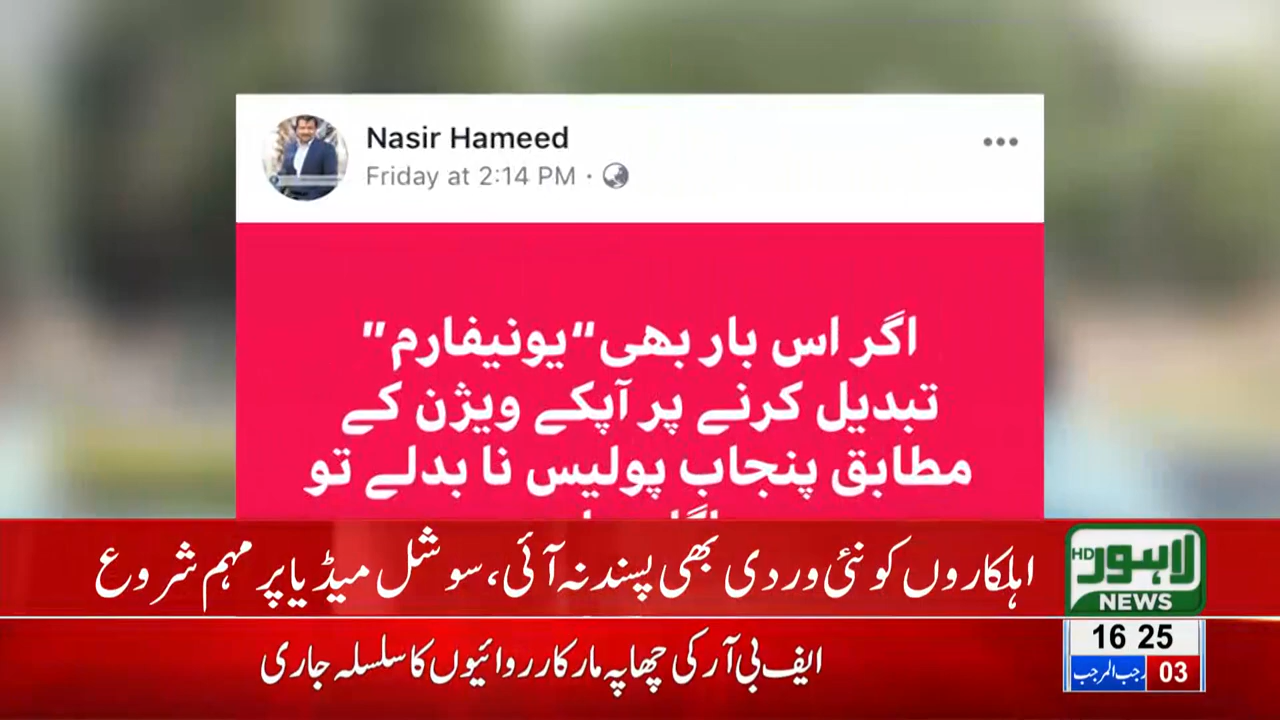 Nasir Hameed
Friday at 2:14 PM
اگر اس بار بھی "یونیفارم"
تبدیل کرنے پر آپکے ویژن کے
مطابق پنجاب پولیس نا بدلے تو
اہلکاروں کو نئی وردی بھی پسند نہ آئی، سوشل میڈیا پر مہم شروع
HD لاہور
NEWS
16 25
ایف بی آر کی چھاپہ مار کارروائیوں کا سلسلہ جاری
رجب المرجب 03